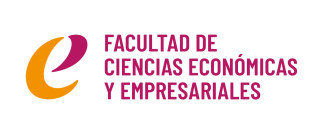 FACULTAD DE
CIENCIAS ECONÓMICAS
Y EMPRESARIALES